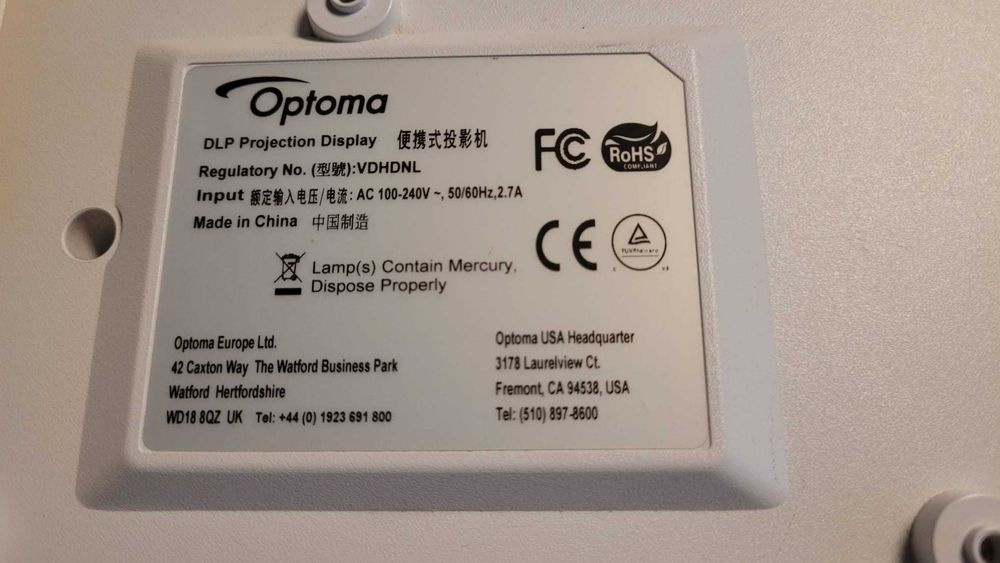 Optoma
DLP Projection Display 便携式投影机
Regulatory No. (型號):VDHDNL
Input 额定输入电压/电流: AC 100-240V ~, 50/60Hz,2.7A
Made in China 中国制造
FC
RoHS
COMPLIANT
CE
TUVRheinland
Lamp(s) Contain Mercury,
Dispose Properly
Optoma Europe Ltd.
42 Caxton Way The Watford Business Park
Watford Hertfordshire
WD18 8QZ UK Tel: +44 (0) 1923 691 800
Optoma USA Headquarter
3178 Laurelview Ct.
Fremont, CA 94538, USA
Tel: (510) 897-8600